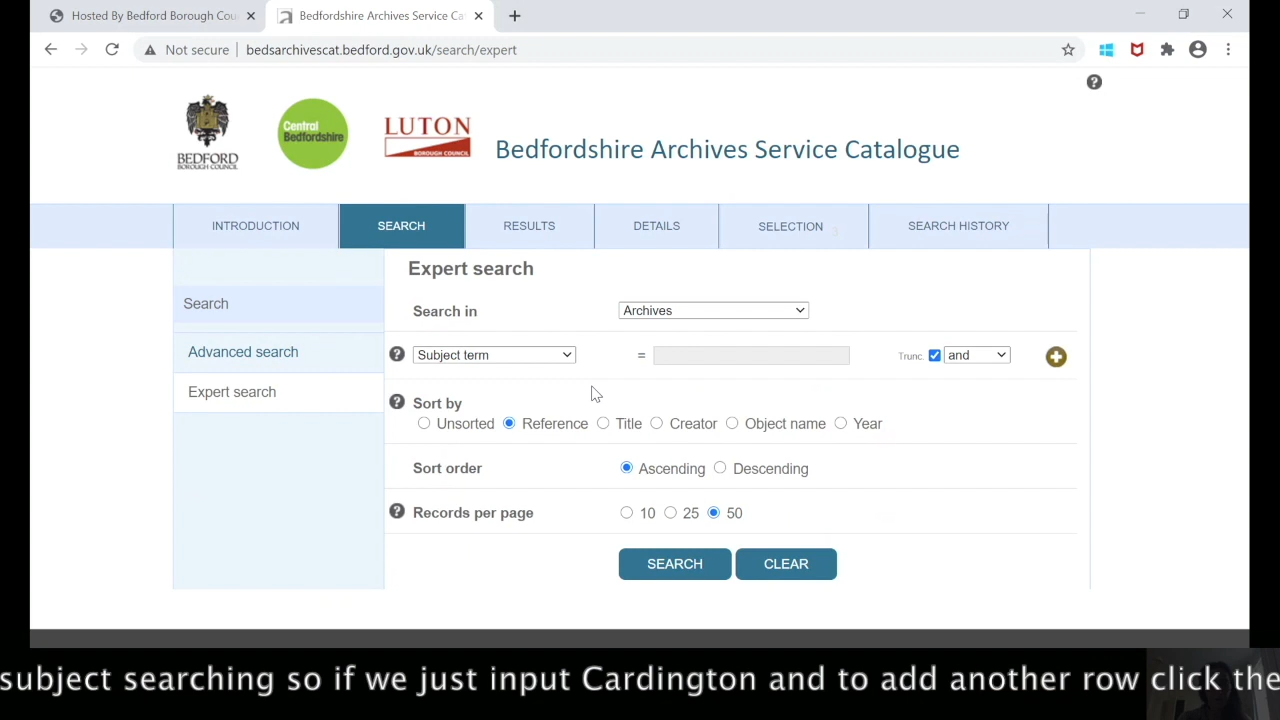 Hosted By Bedford Borough Cou
Bedfordshire Archives Service Ca
Not secure | bedsarchivescat.bedford.gov.uk/search/expert
BEDFORD
BOROUGH COUNCIL
Central
Bedfordshire
LUTON
BOROUGH COUNCIL
Bedfordshire Archives Service Catalogue
INTRODUCTION SEARCH RESULTS DETAILS SELECTION 3 SEARCH HISTORY
Search
Advanced search
Expert search
Expert search
Search in Archives
Subject term = Trunc. and
Sort by
Unsorted Reference Title Creator Object name Year
Sort order Ascending Descending
Records per page 10 25 50
SEARCH CLEAR
subject searching so if we just input Cardington and to add another row click the